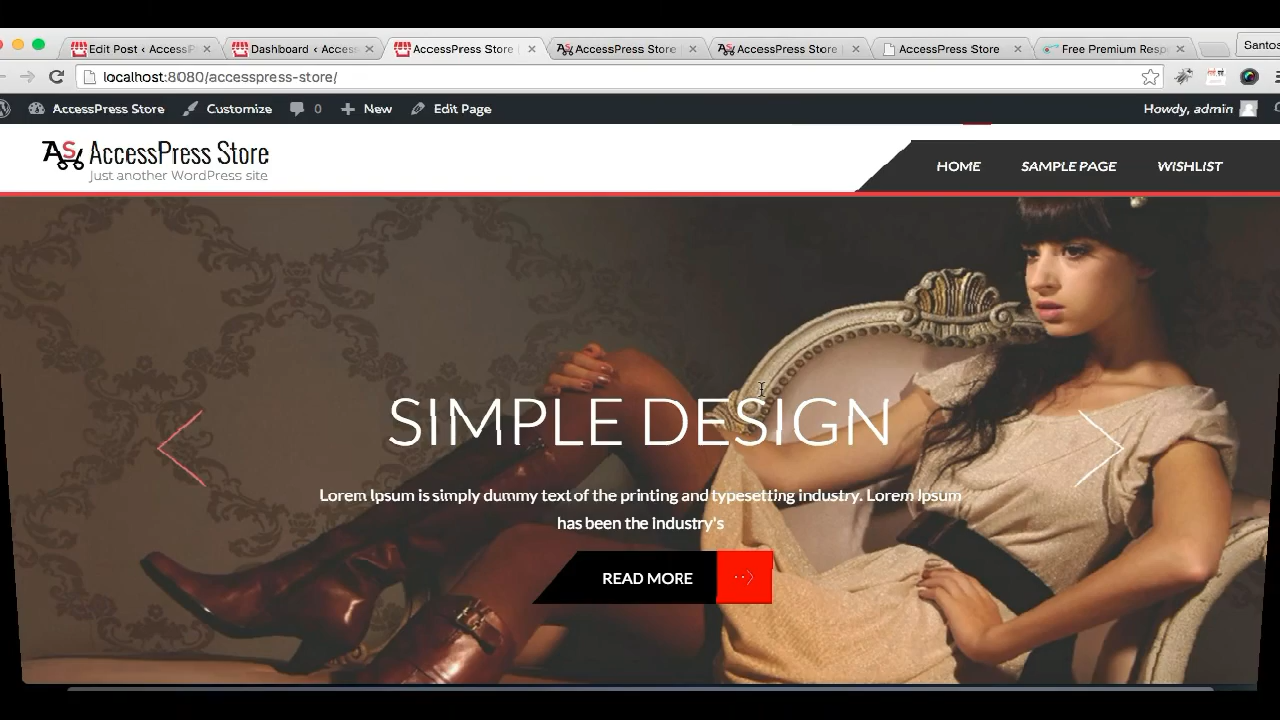 Edit Post ‹ AccessP
Dashboard ‹ Access
AccessPress Store
AccessPress Store
AccessPress Store
AccessPress Store
Free Premium Resp
Santos
localhost:8080/accesspress-store/
AccessPress Store
Customize
0
New
Edit Page
Howdy, admin
AS AccessPress Store
Just another WordPress site
HOME
SAMPLE PAGE
WISHLIST
SIMPLE DESIGN
Lorem Ipsum is simply dummy text of the printing and typesetting industry. Lorem Ipsum
has been the industry's
READ MORE